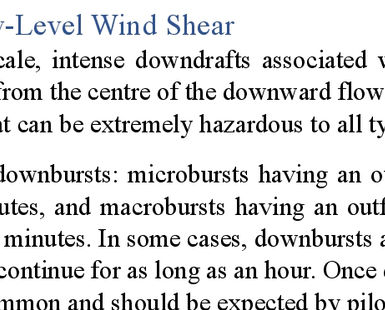 -Level Wind Shear
cale, intense downdrafts associated
from the centre of the downward flow
at can be extremely hazardous to all ty
downbursts: microbursts having an ou
utes, and macrobursts having an outf
minutes. In some cases, downbursts a
continue for as long as an hour. Once
mmon and should be expected by pilo